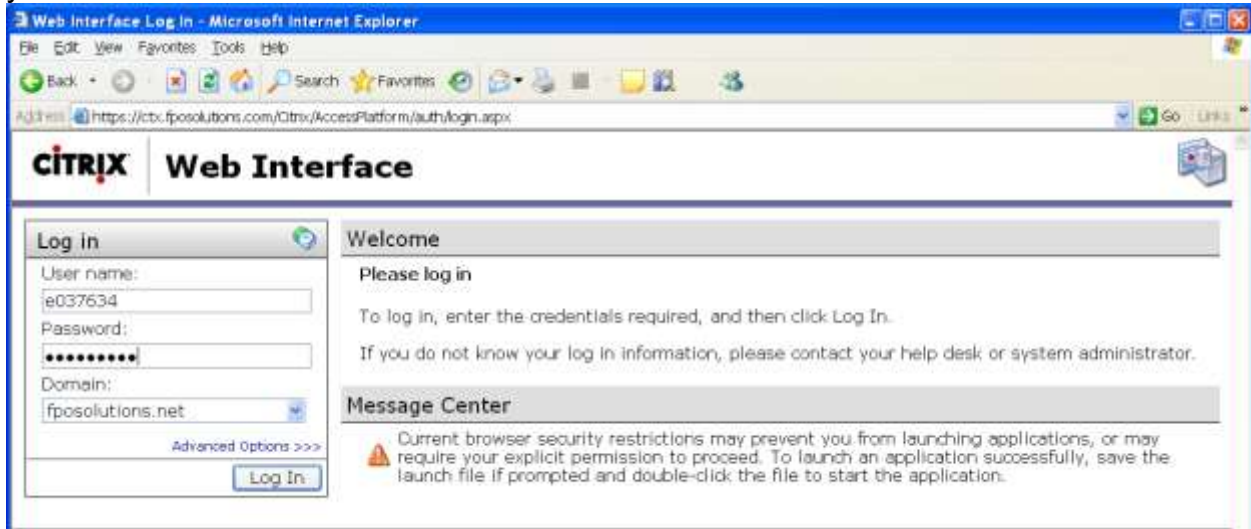 Web Interface Log In - Microsoft Internet Explorer
File Edit View Favorites Tools Help
Back Search Favorites
Address https://ctx.fposolutions.com/Citrix/AccessPlatform/auth/login.aspx Go Links
CITRIX Web Interface
Log in
User name:
e037634
Password:
•••••••••
Domain:
fposolutions.net
Advanced Options >>>
Log In
Welcome
Please log in
To log in, enter the credentials required, and then click Log In.
If you do not know your log in information, please contact your help desk or system administrator.
Message Center
Current browser security restrictions may prevent you from launching applications, or may
require your explicit permission to proceed. To launch an application successfully, save the
launch file if prompted and double-click the file to start the application.